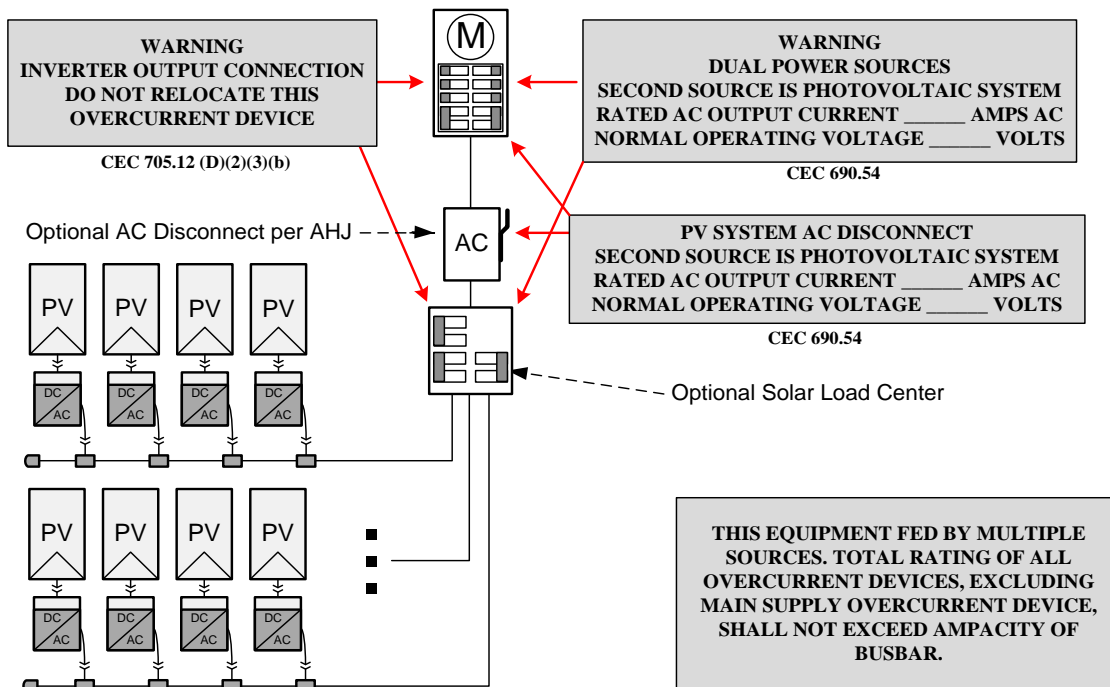 WARNING
INVERTER OUTPUT CONNECTION
DO NOT RELOCATE THIS
OVERCURRENT DEVICE
CEC 705.12 (D)(2)(3)(b)
M
WARNING
DUAL POWER SOURCES
SECOND SOURCE IS PHOTOVOLTAIC SYSTEM
RATED AC OUTPUT CURRENT ______ AMPS AC
NORMAL OPERATING VOLTAGE ______ VOLTS
CEC 690.54
Optional AC Disconnect per AHJ
AC
PV SYSTEM AC DISCONNECT
SECOND SOURCE IS PHOTOVOLTAIC SYSTEM
RATED AC OUTPUT CURRENT ______ AMPS AC
NORMAL OPERATING VOLTAGE ______ VOLTS
CEC 690.54
PV PV PV PV
DC DC DC DC
AC AC AC AC
Optional Solar Load Center
PV PV PV PV
DC DC DC DC
AC AC AC AC
THIS EQUIPMENT FED BY MULTIPLE
SOURCES. TOTAL RATING OF ALL
OVERCURRENT DEVICES, EXCLUDING
MAIN SUPPLY OVERCURRENT DEVICE,
SHALL NOT EXCEED AMPACITY OF
BUSBAR.